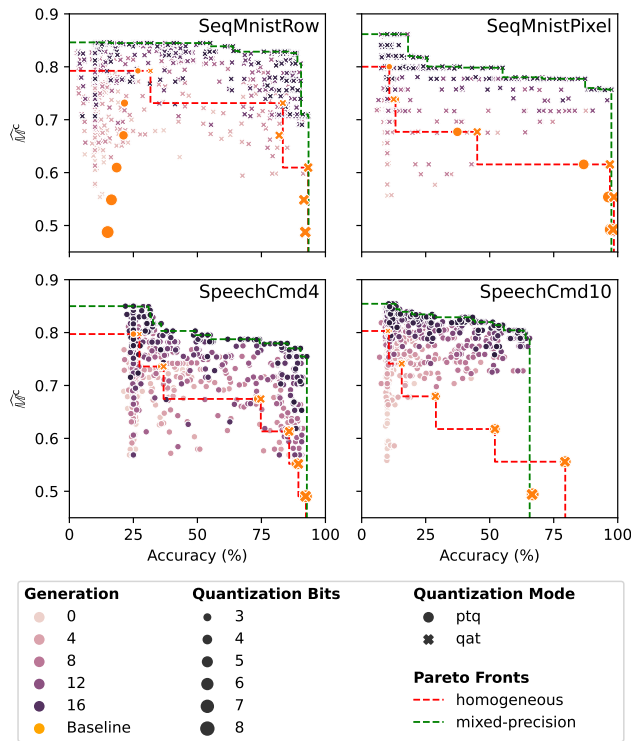 SeqMnistRow SeqMnistPixel
0.9
0.8
0.7
0.6
0.5
SpeechCmd4 SpeechCmd10
0.9
0.8
0.7
0.6
0.5
0 25 50 75 100 0 25 50 75 100
Accuracy (%) Accuracy (%)
Generation Quantization Bits Quantization Mode
0 3 ptq
4 4 qat
8 5
12 6 Pareto Fronts
16 7 homogeneous
Baseline 8 mixed-precision